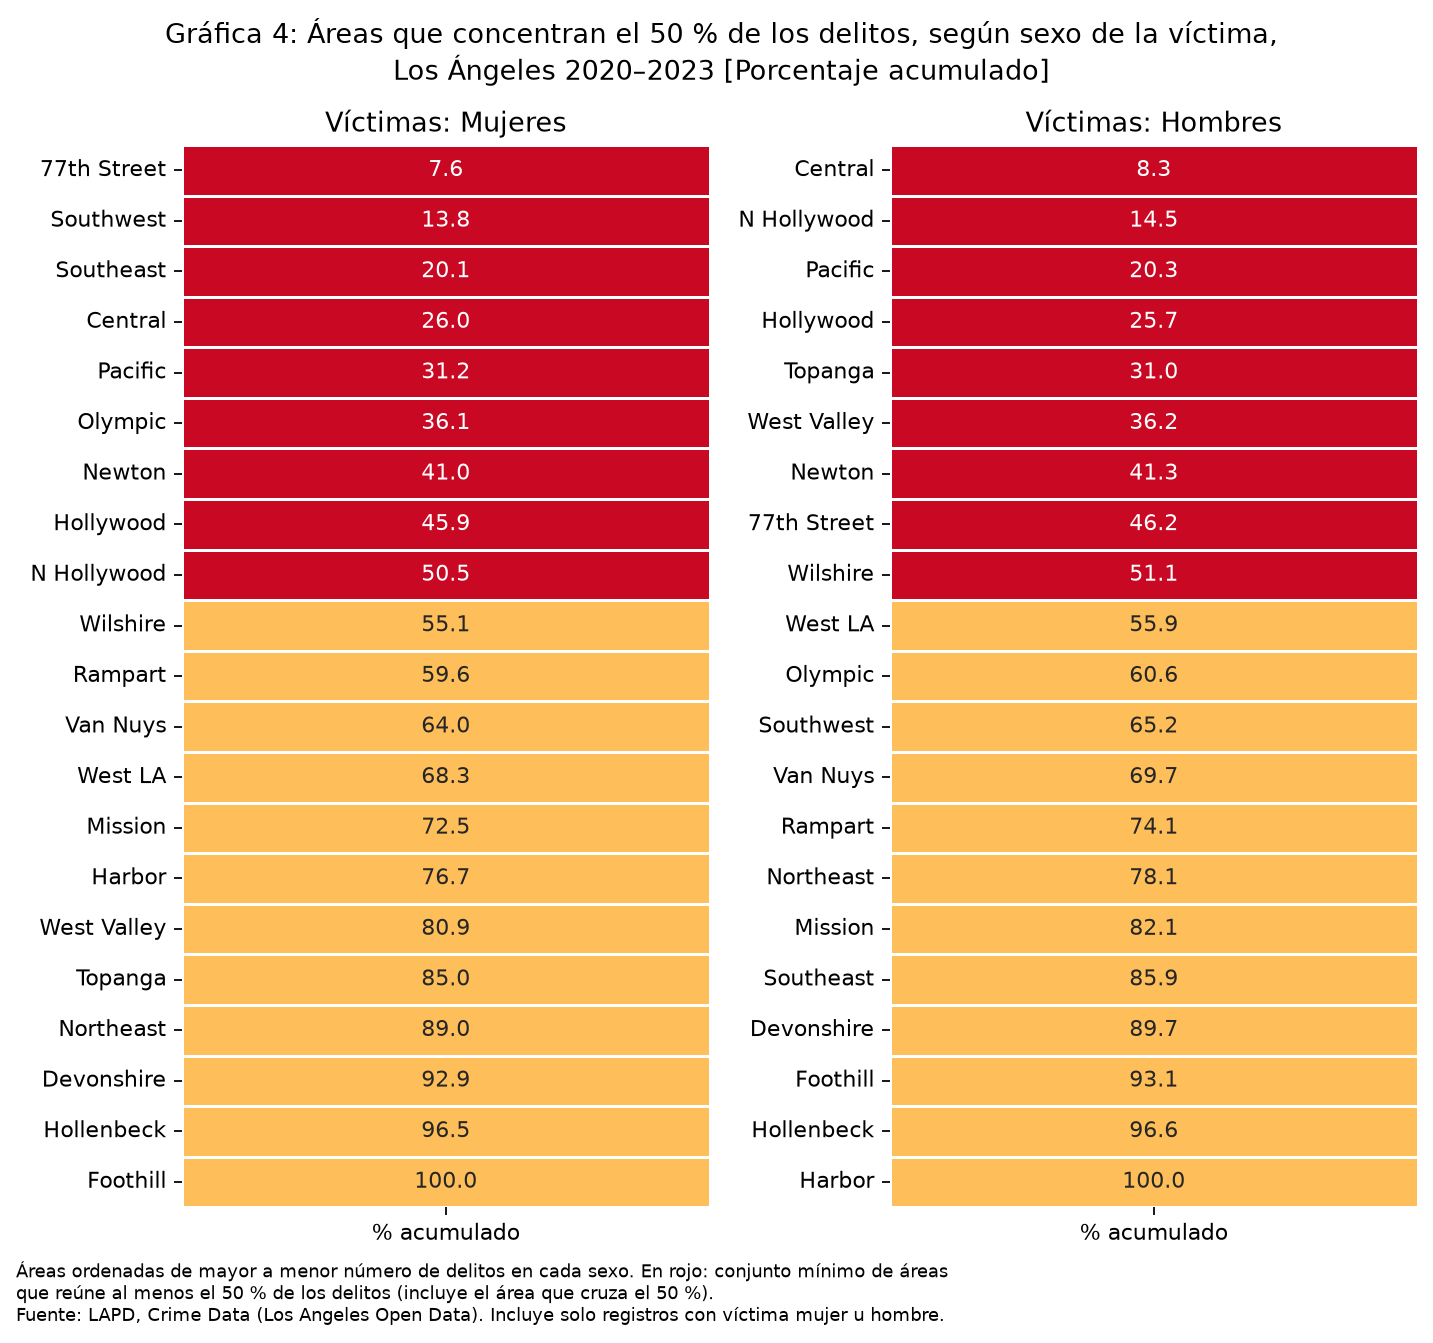 Gráfica 4: Áreas que concentran el 50 % de los delitos, según sexo de la víctima,
Los Ángeles 2020–2023 [Porcentaje acumulado]
Víctimas: Mujeres
77th Street 7.6
Southwest 13.8
Southeast 20.1
Central 26.0
Pacific 31.2
Olympic 36.1
Newton 41.0
Hollywood 45.9
N Hollywood 50.5
Wilshire 55.1
Rampart 59.6
Van Nuys 64.0
West LA 68.3
Mission 72.5
Harbor 76.7
West Valley 80.9
Topanga 85.0
Northeast 89.0
Devonshire 92.9
Hollenbeck 96.5
Foothill 100.0
% acumulado
Víctimas: Hombres
Central 8.3
N Hollywood 14.5
Pacific 20.3
Hollywood 25.7
Topanga 31.0
West Valley 36.2
Newton 41.3
77th Street 46.2
Wilshire 51.1
West LA 55.9
Olympic 60.6
Southwest 65.2
Van Nuys 69.7
Rampart 74.1
Northeast 78.1
Mission 82.1
Southeast 85.9
Devonshire 89.7
Foothill 93.1
Hollenbeck 96.6
Harbor 100.0
% acumulado
Áreas ordenadas de mayor a menor número de delitos en cada sexo. En rojo: conjunto mínimo de áreas
que reúne al menos el 50 % de los delitos (incluye el área que cruza el 50 %).
Fuente: LAPD, Crime Data (Los Angeles Open Data). Incluye solo registros con víctima mujer u hombre.